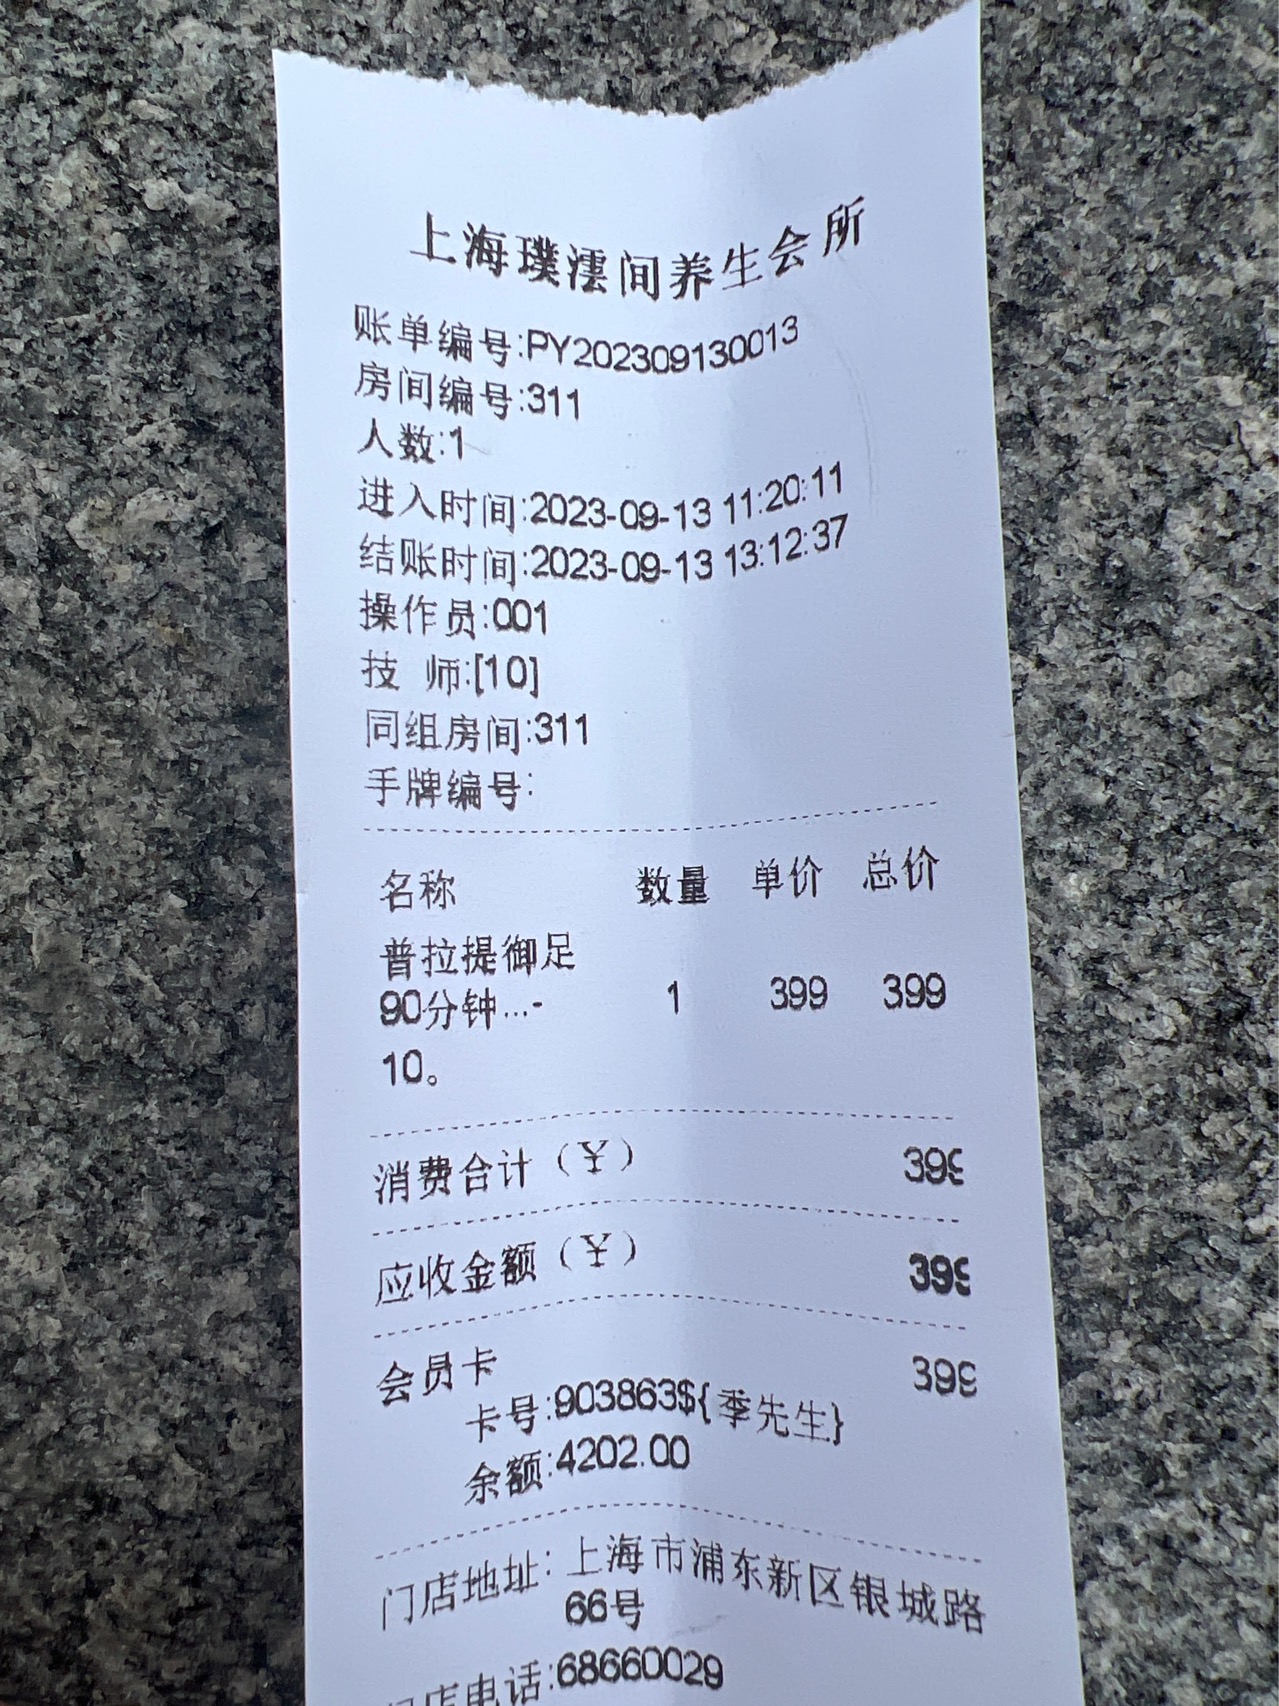 上海璞澐间养生会所
账单编号:PY202309130013
房间编号:311
人数:1
进入时间:2023-09-13 11:20:11
结账时间:2023-09-13 13:12:37
操作员:001
技 师:[10]
同组房间:311
手牌编号:
名称 数量 单价 总价
普拉提御足
90分钟...- 1 399 399
10。
消费合计（￥） 399
应收金额（￥） 399
会员卡 399
卡号:903863${季先生}
余额:4202.00
门店地址: 上海市浦东新区银城路
66号
店电话:68660029